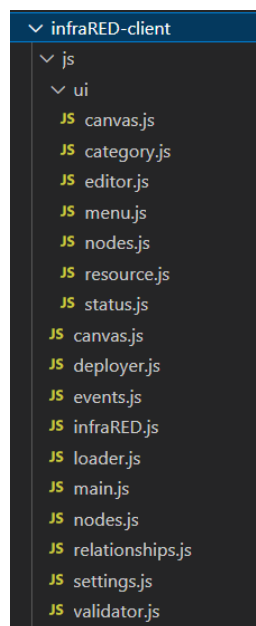 infraRED-client
js
ui
JS canvas.js
JS category.js
JS editor.js
JS menu.js
JS nodes.js
JS resource.js
JS status.js
JS canvas.js
JS deployer.js
JS events.js
JS infraRED.js
JS loader.js
JS main.js
JS nodes.js
JS relationships.js
JS settings.js
JS validator.js